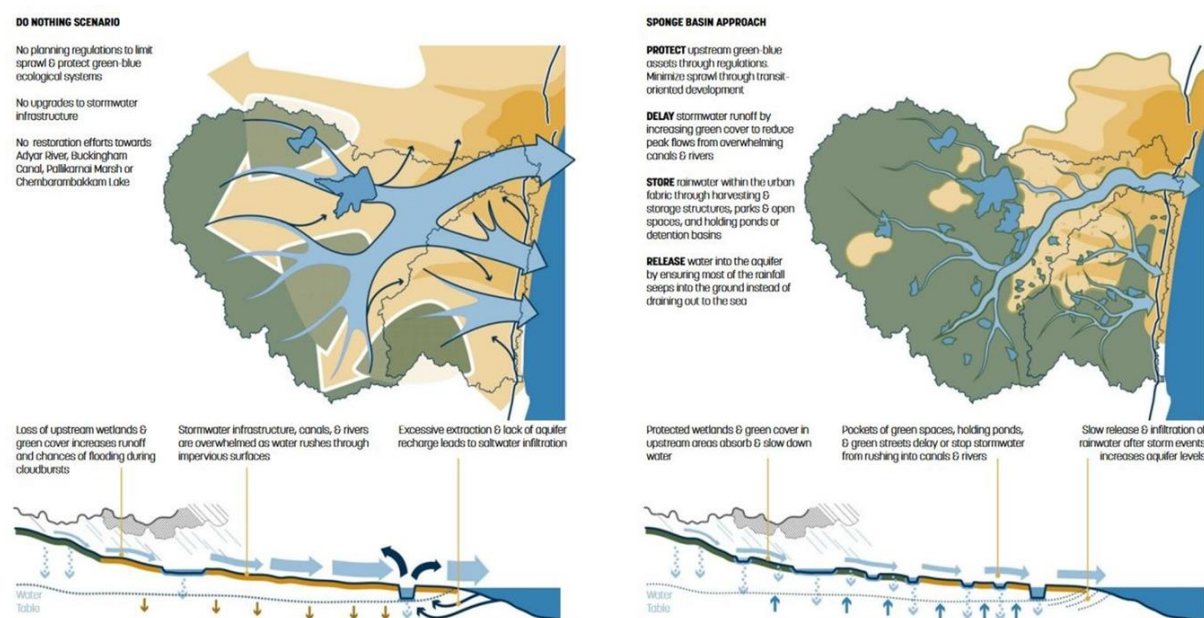 DO NOTHING SCENARIO
No planning regulations to limit
sprawl & protect green-blue
ecological systems
No upgrades to stormwater
infrastructure
No restoration efforts towards
Adyar River, Buckingham
Canal, Pallikarnai Marsh or
Chembarambakkam Lake
Loss of upstream wetlands &
green cover increases runoff
and chances of flooding during
cloudbursts
Stormwater infrastructure, canals, & rivers
are overwhelmed as water rushes through
impervious surfaces
Excessive extraction & lack of aquifer
recharge leads to saltwater infiltration
Water
Table
SPONGE BASIN APPROACH
PROTECT upstream green-blue
assets through regulations.
Minimize sprawl through transit-
oriented development
DELAY stormwater runoff by
increasing green cover to reduce
peak flows from overwhelming
canals & rivers
STORE rainwater within the urban
fabric through harvesting &
storage structures, parks & open
spaces, and holding ponds or
detention basins
RELEASE water into the aquifer
by ensuring most of the rainfall
seeps into the ground instead of
draining out to the sea
Protected wetlands & green cover in
upstream areas absorb & slow down
water
Pockets of green spaces, holding ponds,
& green streets delay or stop stormwater
from rushing into canals & rivers
Slow release & infiltration of
rainwater after storm events
increases aquifer levels
Water
Table